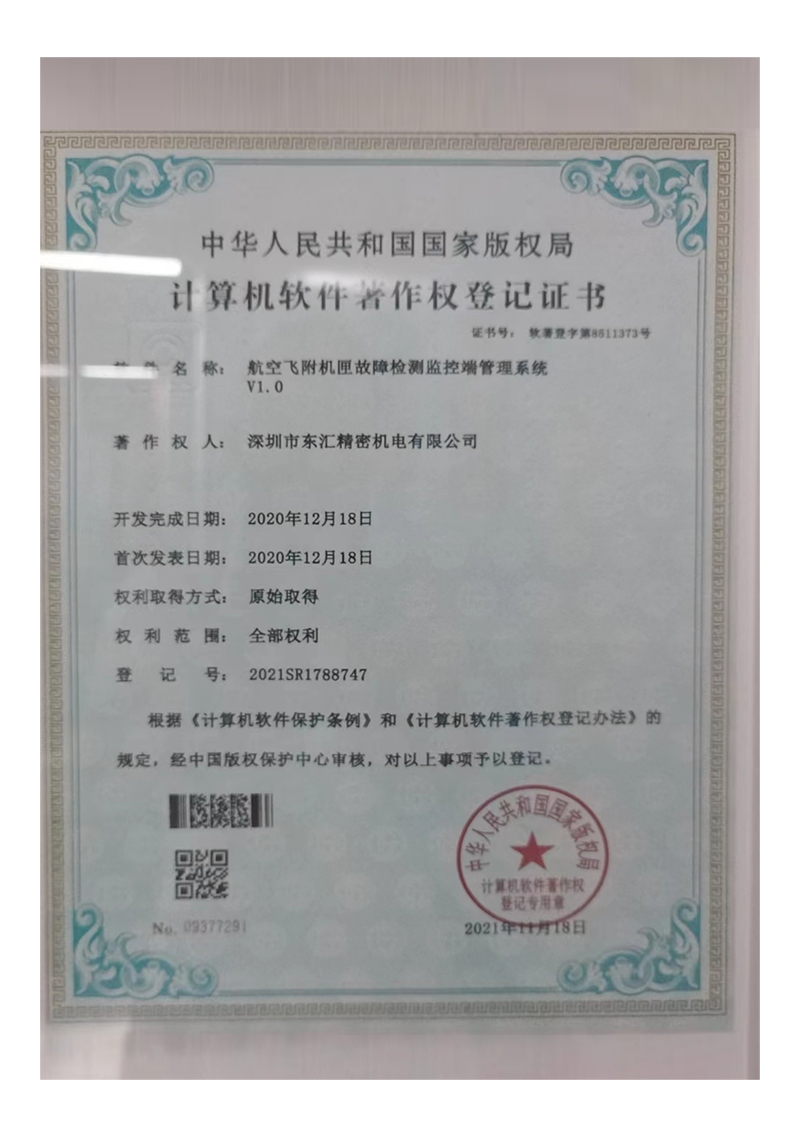 中华人民共和国国家版权局
计算机软件著作权登记证书
证书号： 软著登字第8511373号
软件名称： 航空飞附机匣故障检测监控端管理系统
V1.0
著作权人： 深圳市东汇精密机电有限公司
开发完成日期： 2020年12月18日
首次发表日期： 2020年12月18日
权利取得方式： 原始取得
权利范围： 全部权利
登记号： 2021SR1788747
根据《计算机软件保护条例》和《计算机软件著作权登记办法》的
规定，经中国版权保护中心审核，对以上事项予以登记。
中华人民共和国国家版权局
计算机软件著作权
登记专用章
No. 09377291
2021年11月18日